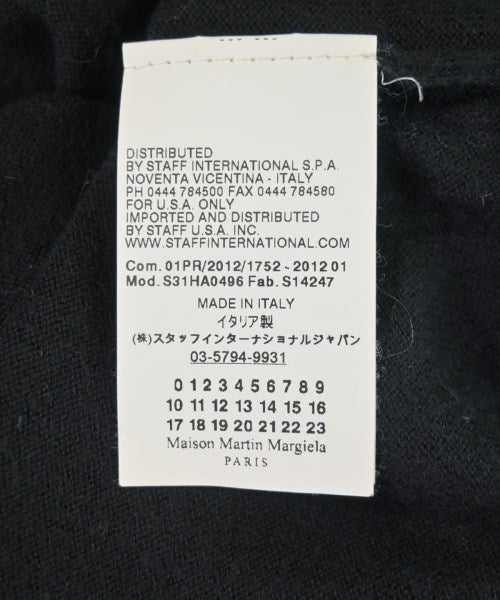 DISTRIBUTED
BY STAFF INTERNATIONAL S.P.A.
NOVENTA VICENTINA - ITALY
PH 0444 784500 FAX 0444 784580
FOR U.S.A. ONLY
IMPORTED AND DISTRIBUTED
BY STAFF U.S.A. INC.
WWW.STAFFINTERNATIONAL.COM
Com. 01PR/2012/1752 - 2012 01
Mod. S31HA0496 Fab. S14247
MADE IN ITALY
イタリア製
(株)スタッフインターナショナルジャパン
03-5794-9931
0 1 2 3 4 5 6 7 8 9
10 11 12 13 14 15 16
17 18 19 20 21 22 23
Maison Martin Margiela
PARIS